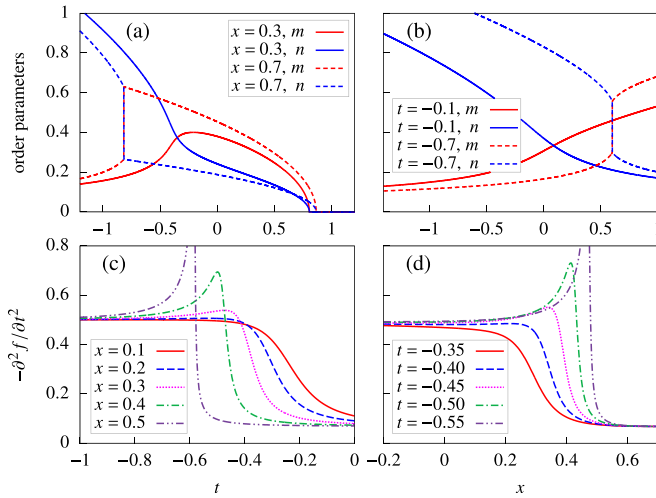 (a)
x = 0.3, m
x = 0.3, n
x = 0.7, m
x = 0.7, n
order parameters
1
0.8
0.6
0.4
0.2
0
−1 −0.5 0 0.5 1
(b)
t = −0.1, m
t = −0.1, n
t = −0.7, m
t = −0.7, n
−1 −0.5 0 0.5 1
(c)
x = 0.1
x = 0.2
x = 0.3
x = 0.4
x = 0.5
−∂²f/∂t²
0.8
0.6
0.4
0.2
0
−1 −0.8 −0.6 −0.4 −0.2 0
t
(d)
t = −0.35
t = −0.40
t = −0.45
t = −0.50
t = −0.55
−0.2 0 0.2 0.4 0.6
x